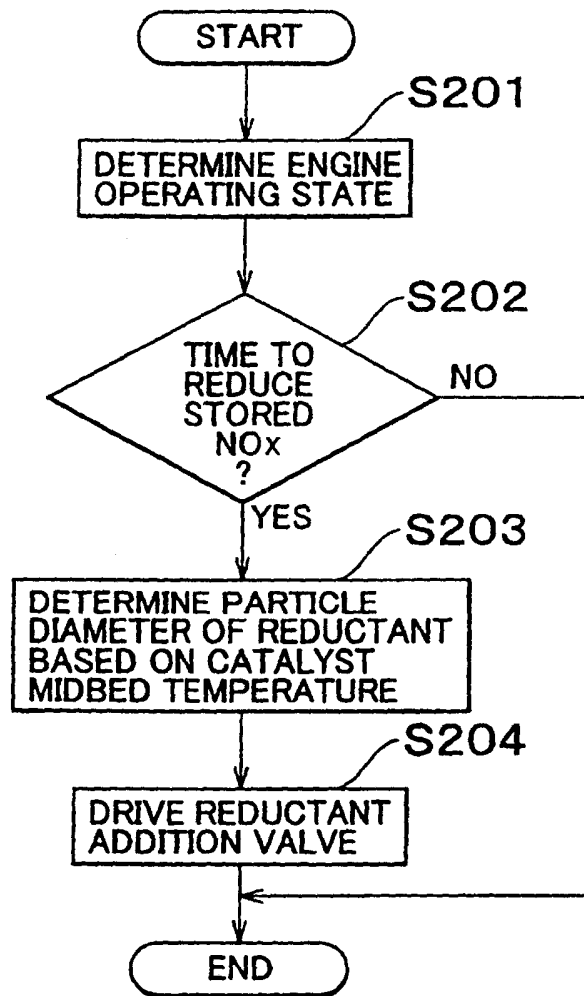 START
S201
DETERMINE ENGINE
OPERATING STATE
S202
TIME TO
REDUCE
STORED
NOx
?
NO
YES
S203
DETERMINE PARTICLE
DIAMETER OF REDUCTANT
BASED ON CATALYST
MIDBED TEMPERATURE
S204
DRIVE REDUCTANT
ADDITION VALVE
END